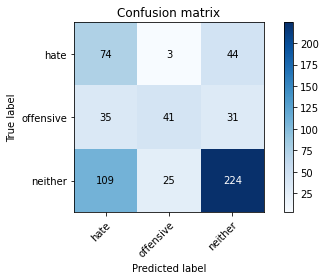 Confusion matrix
hate 74 3 44
offensive 35 41 31
neither 109 25 224
hate offensive neither
True label
Predicted label
200
175
150
125
100
75
50
25